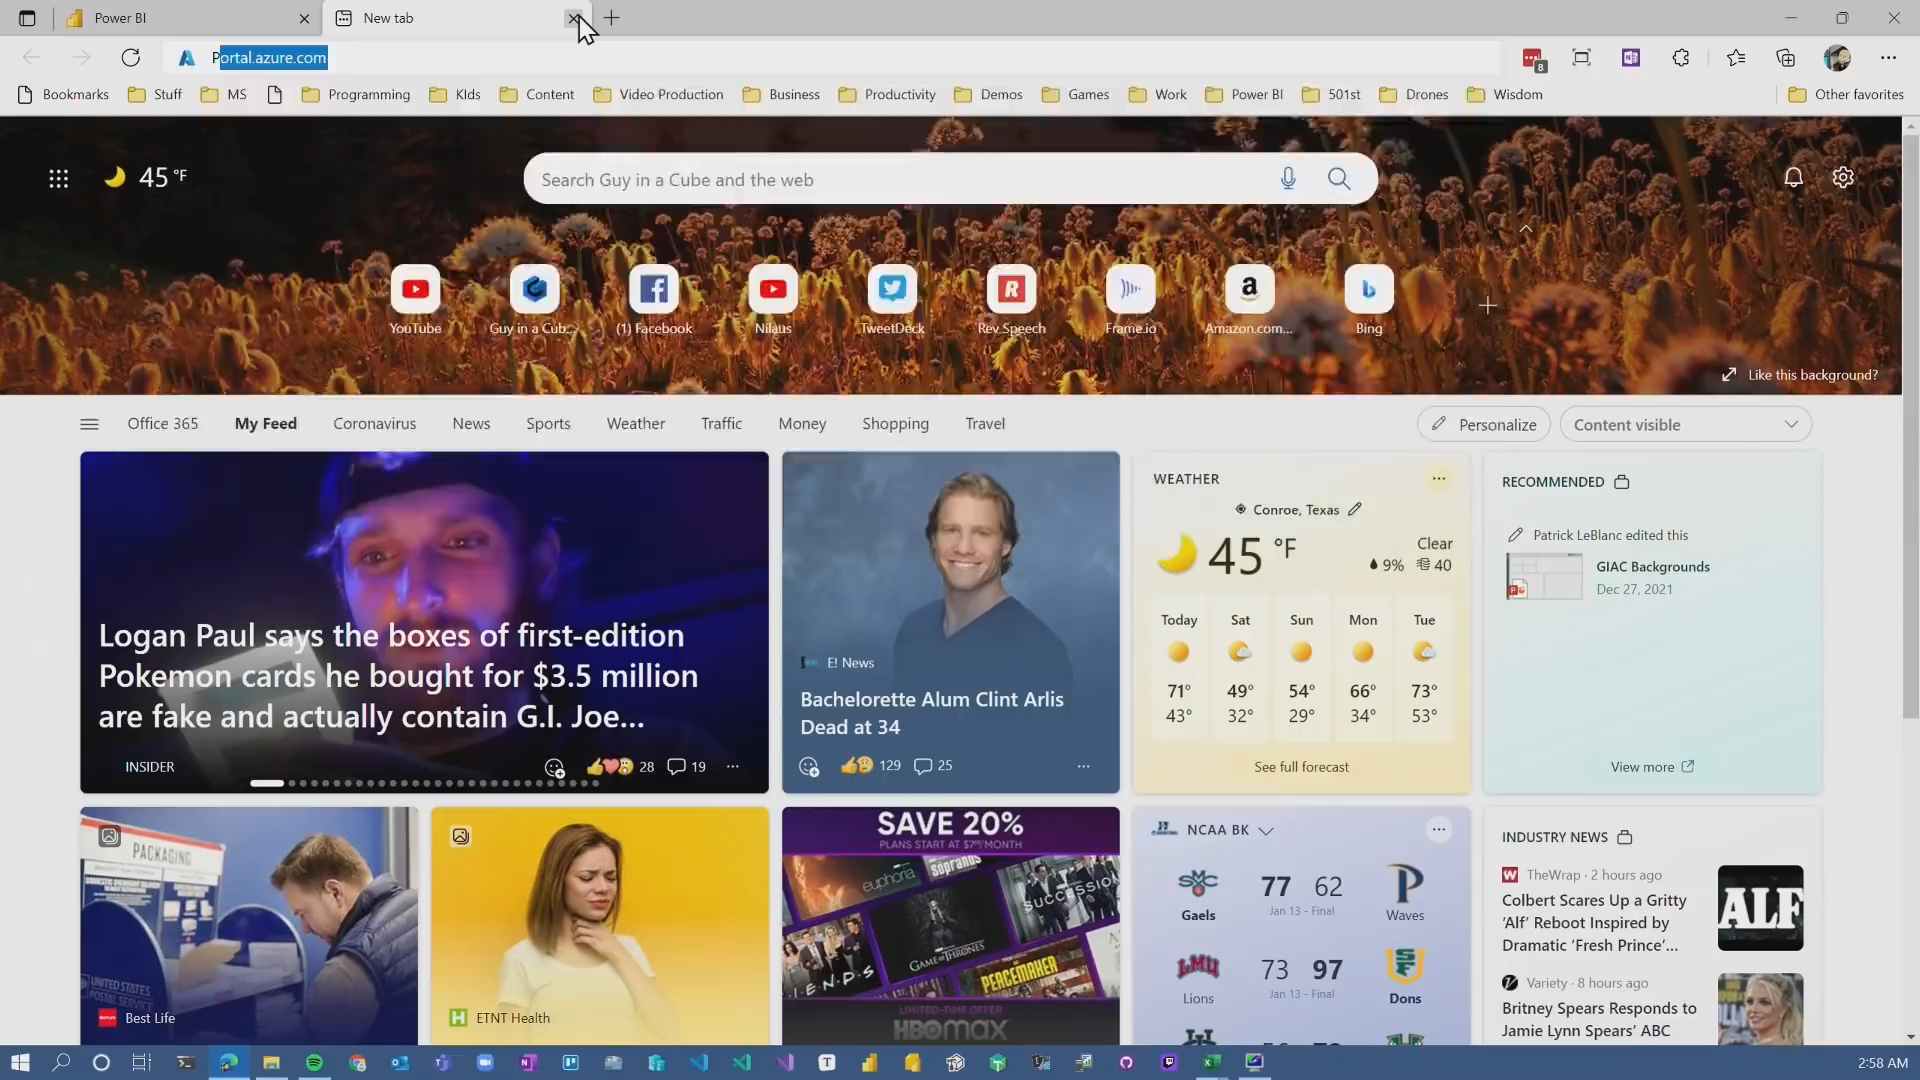 Power BI
New tab
Portal.azure.com
8
Bookmarks
Stuff
MS
Programming
KIds
Content
Video Production
Business
Productivity
Demos
Games
Work
Power BI
501st
Drones
Wisdom
Other favorites
45 °F
Search Guy in a Cube and the web
YouTube
Guy in a Cub...
(1) Facebook
Nilaus
TweetDeck
Rev Speech
Frame.io
Amazon.com...
Bing
Like this background?
Office 365
My Feed
Coronavirus
News
Sports
Weather
Traffic
Money
Shopping
Travel
Personalize
Content visible
Logan Paul says the boxes of first-edition
Pokemon cards he bought for $3.5 million
are fake and actually contain G.I. Joe...
INSIDER
28
19
E! News
Bachelorette Alum Clint Arlis
Dead at 34
129
25
WEATHER
Conroe, Texas
45 °F
Clear
9% 40
Today Sat Sun Mon Tue
71° 49° 54° 66° 73°
43° 32° 29° 34° 53°
See full forecast
RECOMMENDED
Patrick LeBlanc edited this
GIAC Backgrounds
Dec 27, 2021
View more
PACKAGING
UNITED STATES
POSTAL SERVICE
Best Life
ETNT Health
SAVE 20%
PLANS START AT $7.99/MONTH
euphoria
Sopranos
SUCCESSION
GAME OF THRONES
PEACEMAKER
LIMITED-TIME OFFER
HBOMAX
NCAA BK
77 62
Jan 13 - Final
Gaels
Waves
LMU
73 97
Jan 13 - Final
Lions
Dons
INDUSTRY NEWS
TheWrap · 2 hours ago
Colbert Scares Up a Gritty
'Alf' Reboot Inspired by
Dramatic 'Fresh Prince'...
ALF
Variety · 8 hours ago
Britney Spears Responds to
Jamie Lynn Spears' ABC
2:58 AM